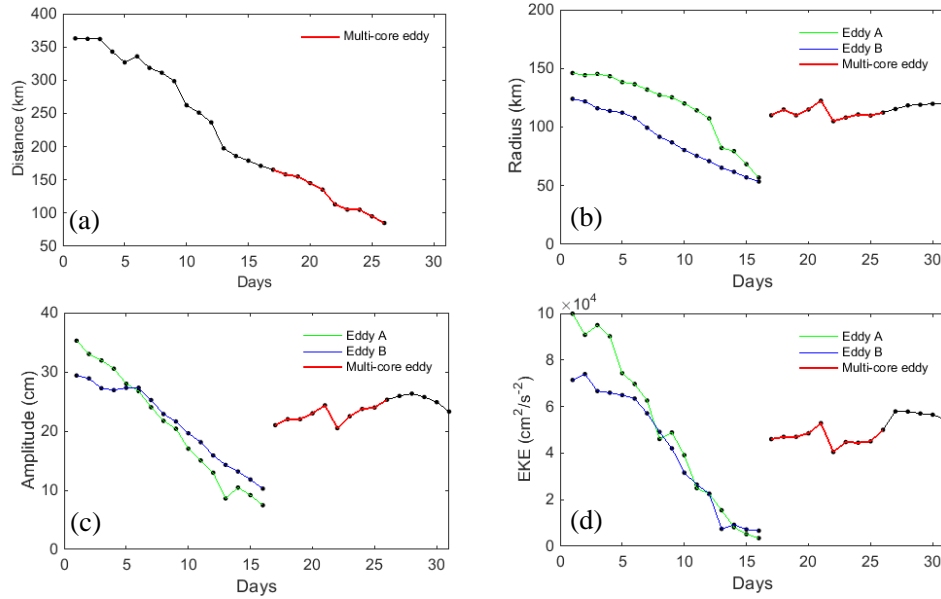 400
350
300
250
200
150
100
50
Distance (km)
Multi-core eddy
(a)
0 5 10 15 20 25 30
Days
200
150
100
50
0
Radius (km)
Eddy A
Eddy B
Multi-core eddy
(b)
0 5 10 15 20 25 30
Days
40
30
20
10
0
Amplitude (cm)
Eddy A
Eddy B
Multi-core eddy
(c)
0 5 10 15 20 25 30
Days
×10⁴
10
8
6
4
2
0
EKE (cm²/s⁻²)
Eddy A
Eddy B
Multi-core eddy
(d)
0 5 10 15 20 25 30
Days